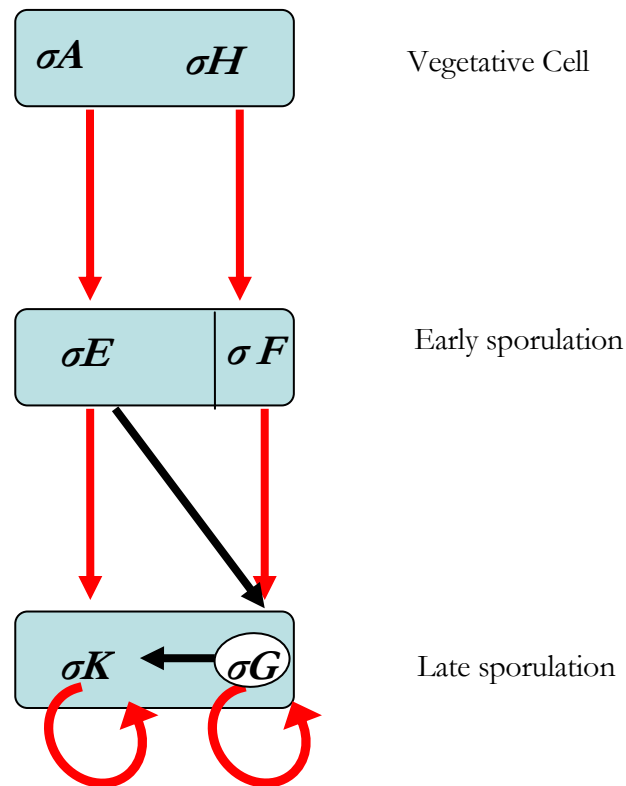 σA σH Vegetative Cell
σE σ F Early sporulation
σK σG Late sporulation